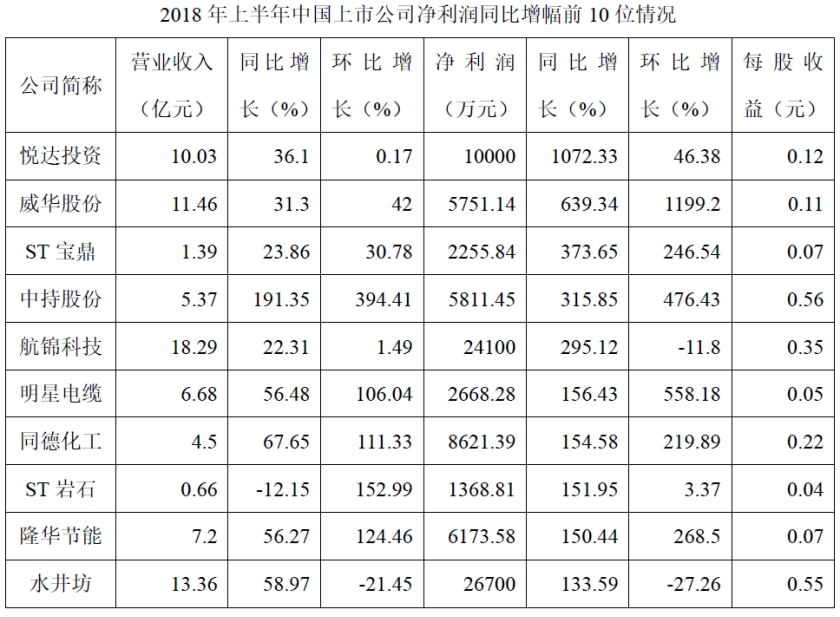 2018 年上半年中国上市公司净利润同比增幅前 10 位情况
公司简称 营业收入（亿元） 同比增长（%） 环比增长（%） 净利润（万元） 同比增长（%） 环比增长（%） 每股收益（元）
悦达投资 10.03 36.1 0.17 10000 1072.33 46.38 0.12
威华股份 11.46 31.3 42 5751.14 639.34 1199.2 0.11
ST 宝鼎 1.39 23.86 30.78 2255.84 373.65 246.54 0.07
中持股份 5.37 191.35 394.41 5811.45 315.85 476.43 0.56
航锦科技 18.29 22.31 1.49 24100 295.12 -11.8 0.35
明星电缆 6.68 56.48 106.04 2668.28 156.43 558.18 0.05
同德化工 4.5 67.65 111.33 8621.39 154.58 219.89 0.22
ST 岩石 0.66 -12.15 152.99 1368.81 151.95 3.37 0.04
隆华节能 7.2 56.27 124.46 6173.58 150.44 268.5 0.07
水井坊 13.36 58.97 -21.45 26700 133.59 -27.26 0.55